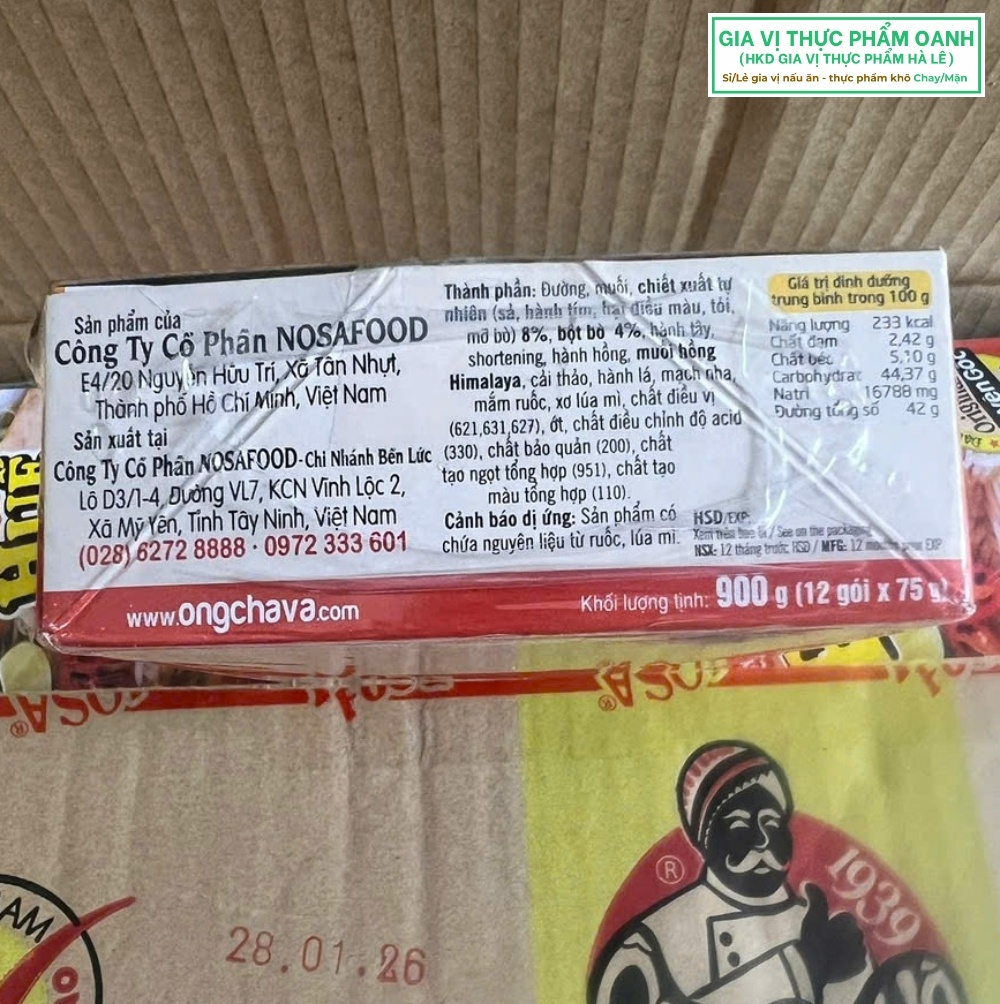 GIA VỊ THỰC PHẨM OANH
(HKD GIA VỊ THỰC PHẨM HÀ LÊ)
Sỉ/Lẻ gia vị nấu ăn - thực phẩm khô Chay/Mặn
Sản phẩm của
Công Ty Cổ Phần NOSAFOOD
E4/20 Nguyễn Hữu Trí, Xã Tân Nhựt,
Thành phố Hồ Chí Minh, Việt Nam
Sản xuất tại
Công Ty Cổ Phần NOSAFOOD-Chi Nhánh Bến Lức
Lô D3/1-4, Đường VL7, KCN Vĩnh Lộc 2,
Xã Mỹ Yên, Tỉnh Tây Ninh, Việt Nam
(028) 6272 8888 · 0972 333 601
Thành phần: Đường, muối, chiết xuất tự
nhiên (sả, hành tím, hạt điều màu, tỏi,
mỡ bò) 8%, bột bò 4%, hành tây,
shortening, hành hồng, muối hồng
Himalaya, cải thảo, hành lá, mạch nha,
mắm ruốc, xơ lúa mì, chất điều vị
(621,631,627), ớt, chất điều chỉnh độ acid
(330), chất bảo quản (200), chất
tạo ngọt tổng hợp (951), chất tạo
màu tổng hợp (110).
Cảnh báo dị ứng: Sản phẩm có
chứa nguyên liệu từ ruốc, lúa mì.
Giá trị dinh dưỡng
trung bình trong 100 g
Năng lượng 233 kcal
Chất đạm 2,42 g
Chất béo 5,10 g
Carbohydrat 44,37 g
Natri 16788 mg
Đường tổng số 42 g
HSD/EXP:
Xem trên bao bì / See on the packaging
NSX: 12 tháng trước HSD / MFG: 12 EXP
www.ongchava.com
Khối lượng tịnh: 900 g (12 gói x 75 g)
28.01.26
®
1939
AM